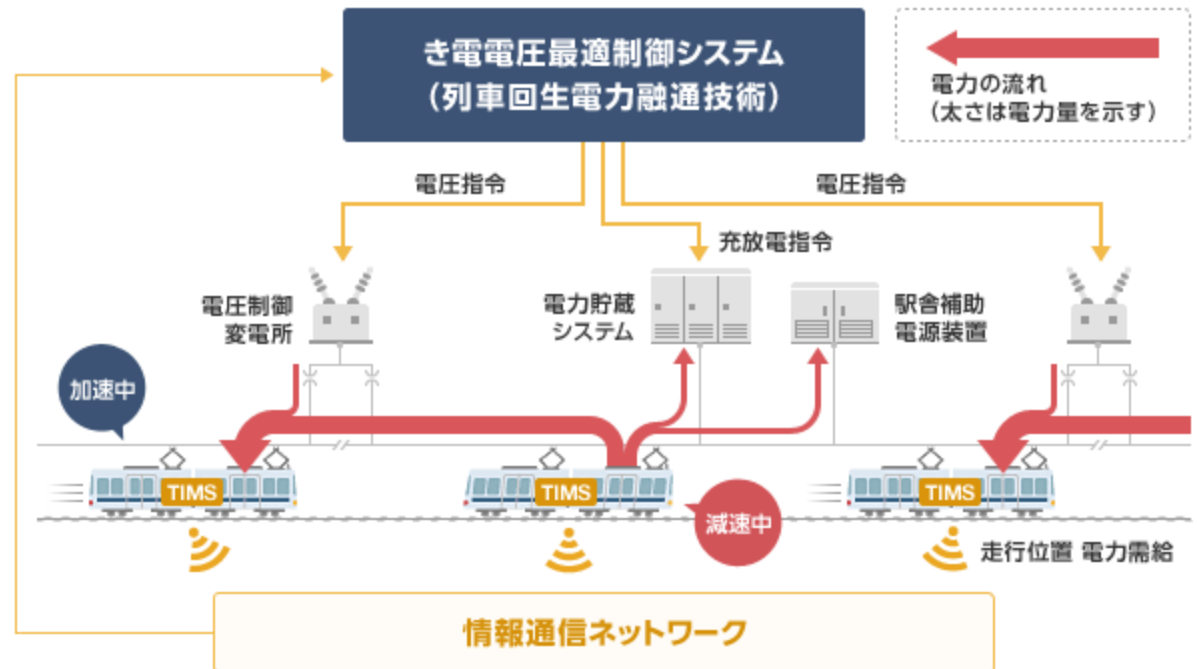 き電電圧最適制御システム
(列車回生電力融通技術)
電力の流れ
(太さは電力量を示す)
電圧指令
電圧指令
充放電指令
電圧制御
変電所
電力貯蔵
システム
駅舎補助
電源装置
加速中
TIMS
TIMS
TIMS
減速中
走行位置 電力需給
情報通信ネットワーク